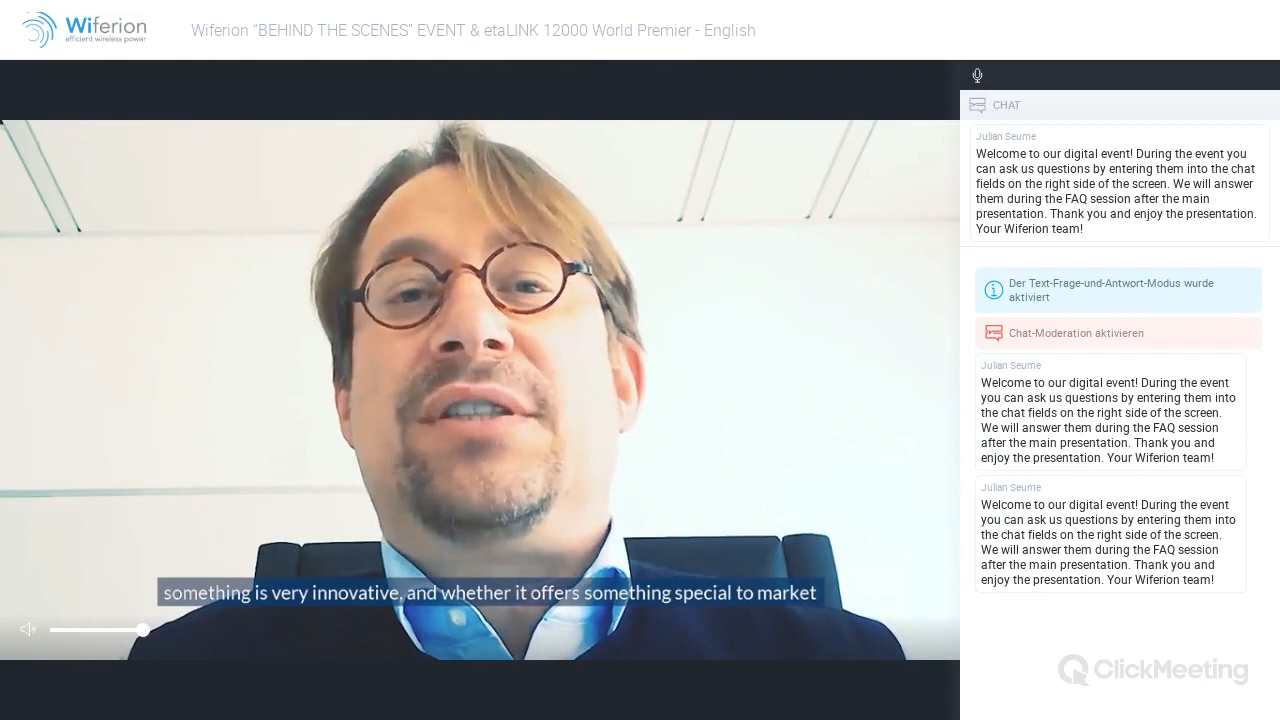 Wiferion
efficient wireless power
Wiferion “BEHIND THE SCENES” EVENT & etaLINK 12000 World Premier - English
something is very innovative, and whether it offers something special to market
CHAT
Julian Seume
Welcome to our digital event! During the event you
can ask us questions by entering them into the chat
fields on the right side of the screen. We will answer
them during the FAQ session after the main
presentation. Thank you and enjoy the presentation.
Your Wiferion team!
Der Text-Frage-und-Antwort-Modus wurde
aktiviert
Chat-Moderation aktivieren
Julian Seume
Welcome to our digital event! During the event
you can ask us questions by entering them into
the chat fields on the right side of the screen.
We will answer them during the FAQ session
after the main presentation. Thank you and
enjoy the presentation. Your Wiferion team!
Julian Seume
Welcome to our digital event! During the event
you can ask us questions by entering them into
the chat fields on the right side of the screen.
We will answer them during the FAQ session
after the main presentation. Thank you and
enjoy the presentation. Your Wiferion team!
ClickMeeting